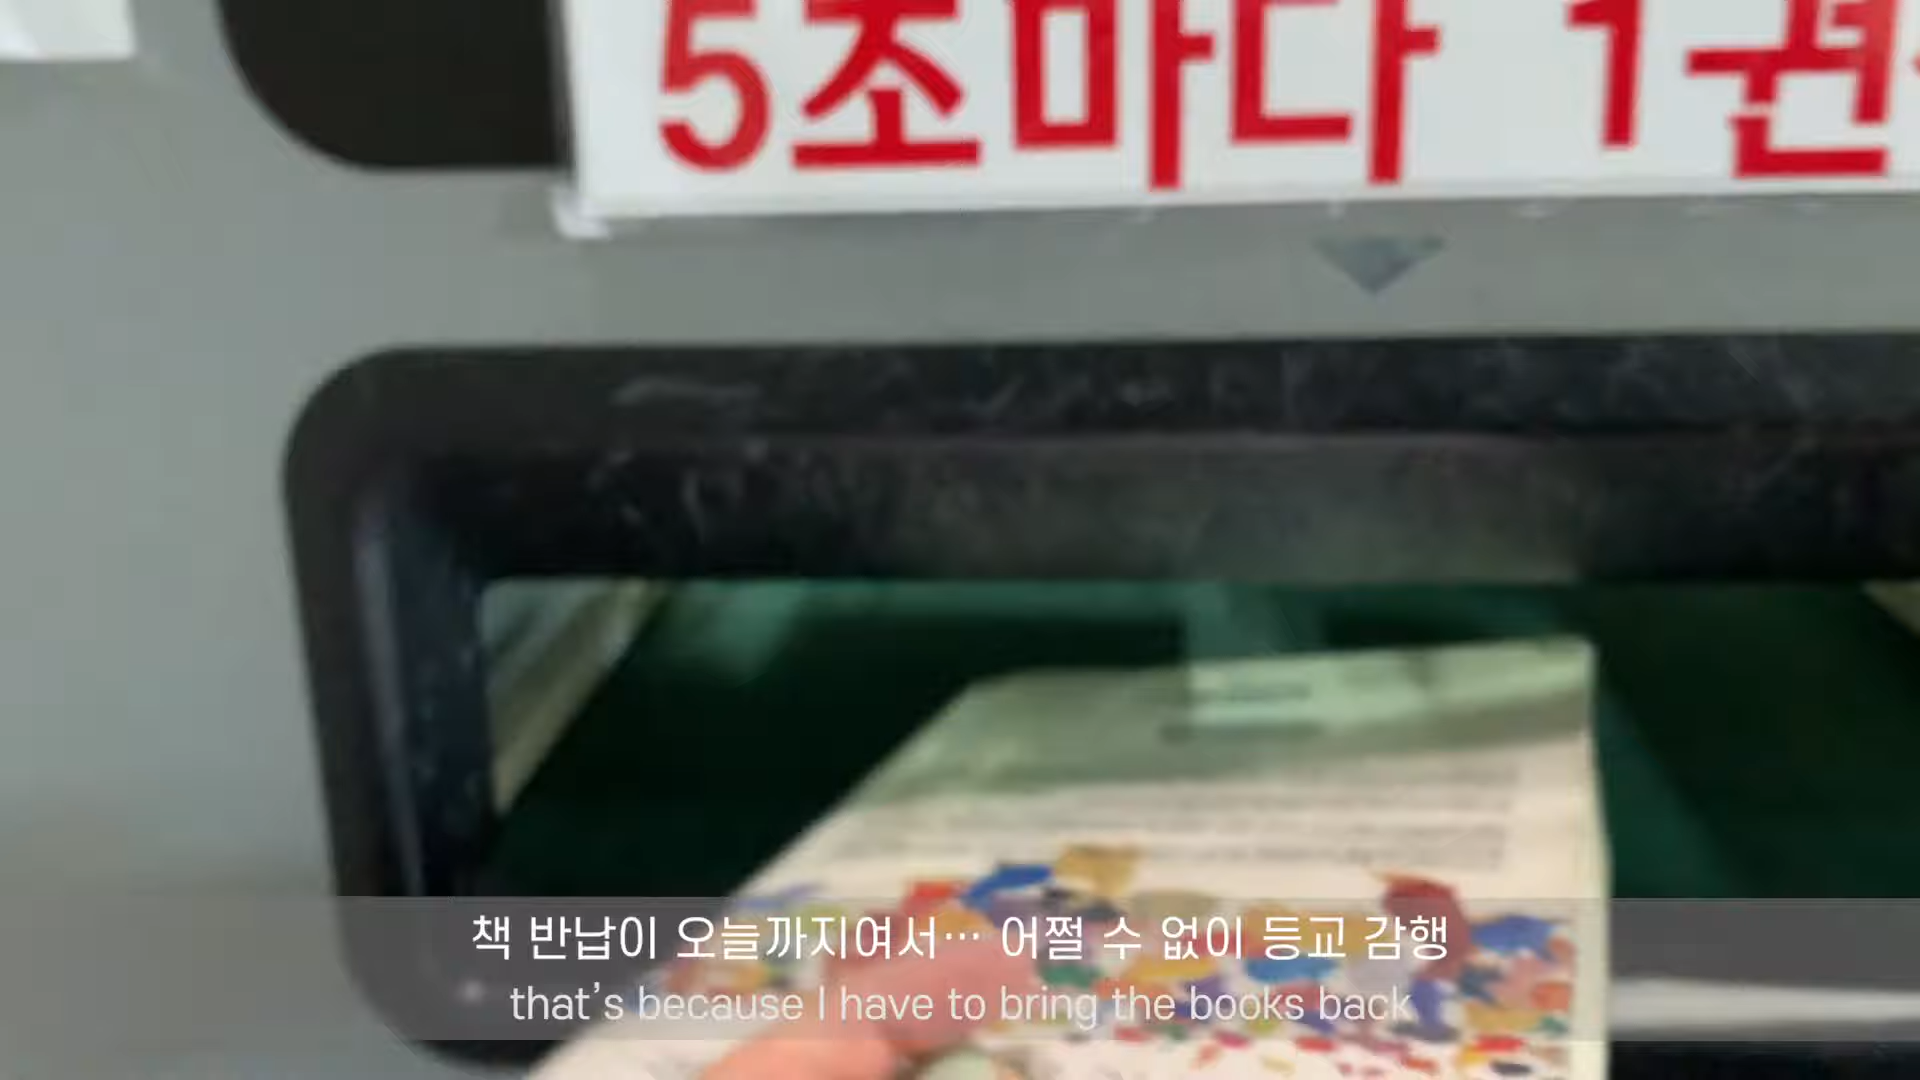 5초마다 1권
책 반납이 오늘까지여서… 어쩔 수 없이 등교 감행
that's because I have to bring the books back